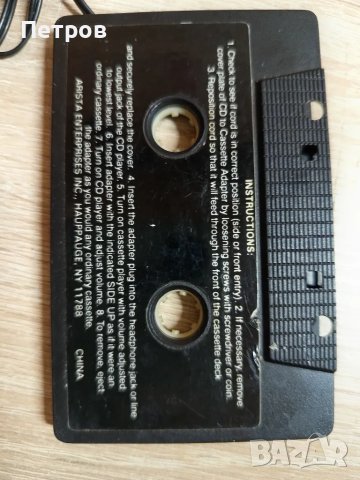 Петров
INSTRUCTIONS:
1. Check to see if cord is in correct position (side or front entry). 2. If necessary, remove
cover plate of CD to Cassette Adapter by loosening screws with screwdriver or coin.
3. Reposition cord so that it will feed through the front of the cassette deck
and securely replace the cover. 4. Insert the adapter plug into the headphone jack or line
output jack of the CD player. 5. Turn on cassette player with volume adjusted
to lowest level. 6. Insert adapter with the indicated SIDE UP as if it were an
ordinary cassette. 7. Turn on CD player and adjust volume. 8. To remove, eject
the adapter as you would any ordinary cassette.
ARISTA ENTERPRISES INC., HAUPPAUGE, NY 11788
CHINA
BAZAR